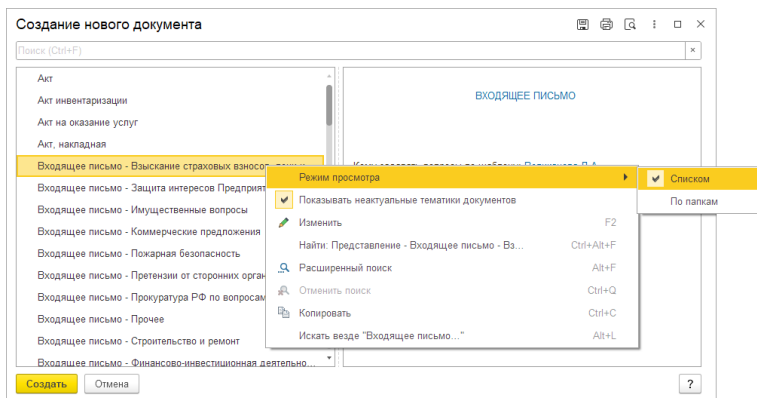 Создание нового документа
Поиск (Ctrl+F)
×
Акт
Акт инвентаризации
Акт на оказание услуг
Акт, накладная
Входящее письмо - Взыскание страховых взносов,
Входящее письмо - Защита интересов Предприят
Входящее письмо - Имущественные вопросы
Входящее письмо - Коммерческие предложения
Входящее письмо - Пожарная безопасность
Входящее письмо - Претензии от сторонних орган
Входящее письмо - Прокуратура РФ по вопросам
Входящее письмо - Прочее
Входящее письмо - Строительство и ремонт
Входящее письмо - Финансово-инвестиционная деятельно...
ВХОДЯЩЕЕ ПИСЬМО
Режим просмотра
Показывать неактуальные тематики документов
Изменить F2
Найти: Представление - Входящее письмо - Вз... Ctrl+Alt+F
Расширенный поиск Alt+F
Отменить поиск Ctrl+Q
Копировать Ctrl+C
Искать везде "Входящее письмо..." Alt+L
Списком
По папкам
Создать
Отмена
?